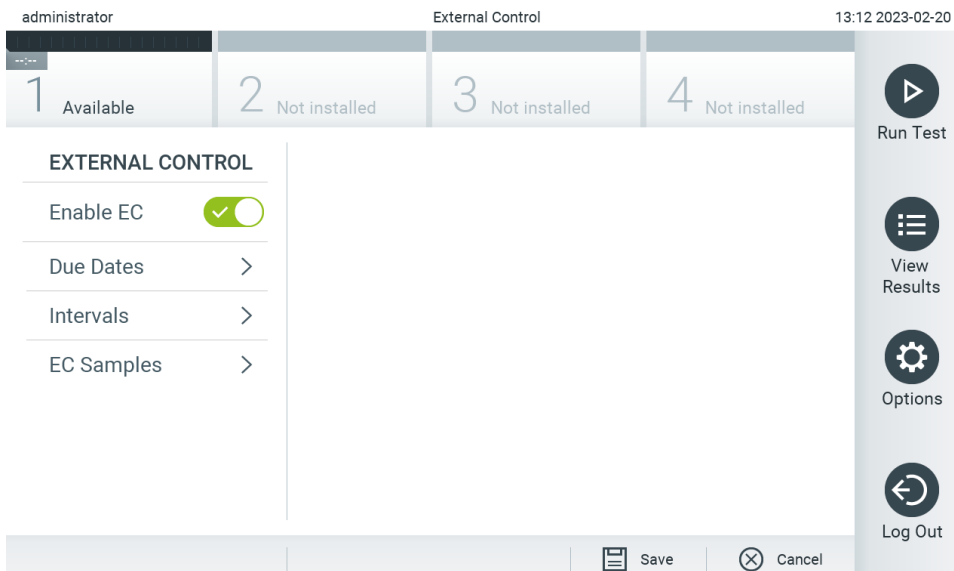 administrator External Control 13:12 2023-02-20
--:--
1 Available 2 Not installed 3 Not installed 4 Not installed
Run Test
EXTERNAL CONTROL
Enable EC
Due Dates
Intervals
EC Samples
View
Results
Options
Log Out
Save Cancel